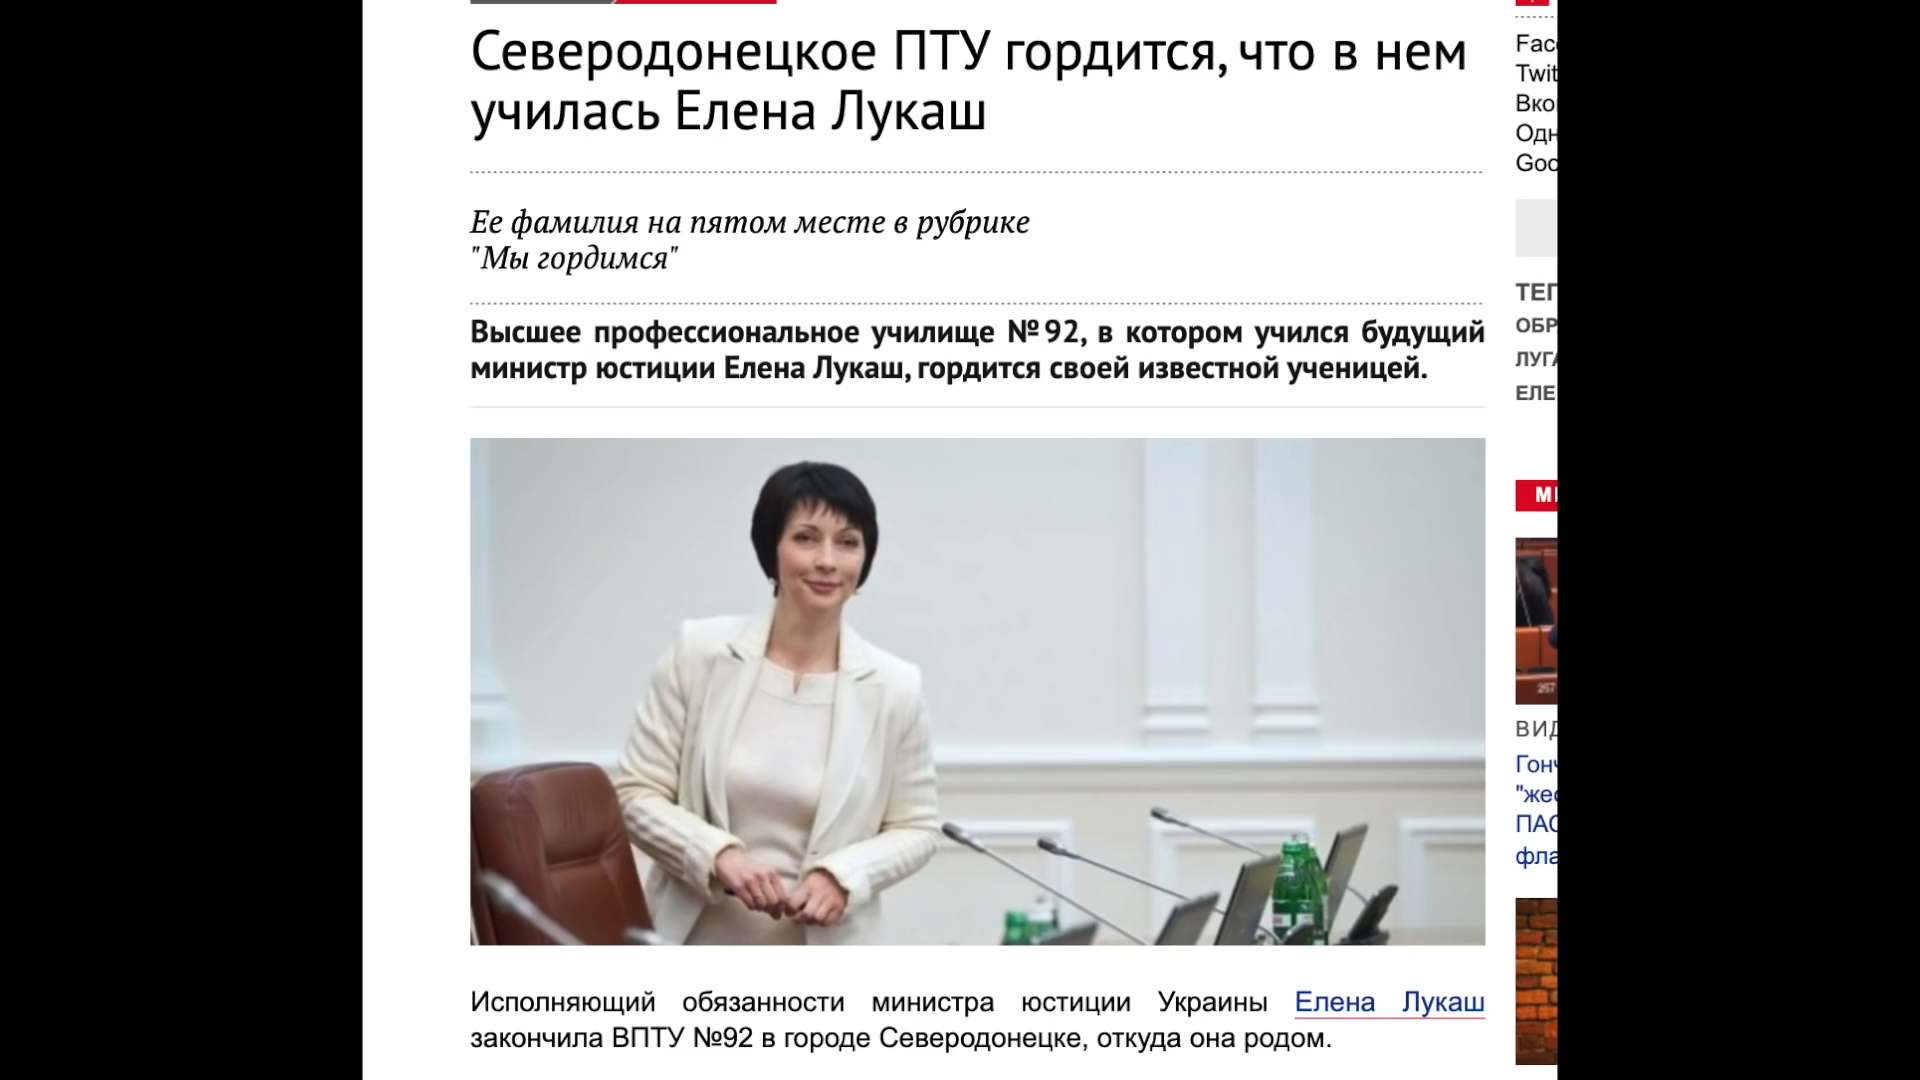 Северодонецкое ПТУ гордится, что в нем
училась Елена Лукаш
Ее фамилия на пятом месте в рубрике
"Мы гордимся"
Высшее профессиональное училище №92, в котором учился будущий
министр юстиции Елена Лукаш, гордится своей известной ученицей.
Исполняющий обязанности министра юстиции Украины Елена Лукаш
закончила ВПТУ №92 в городе Северодонецке, откуда она родом.